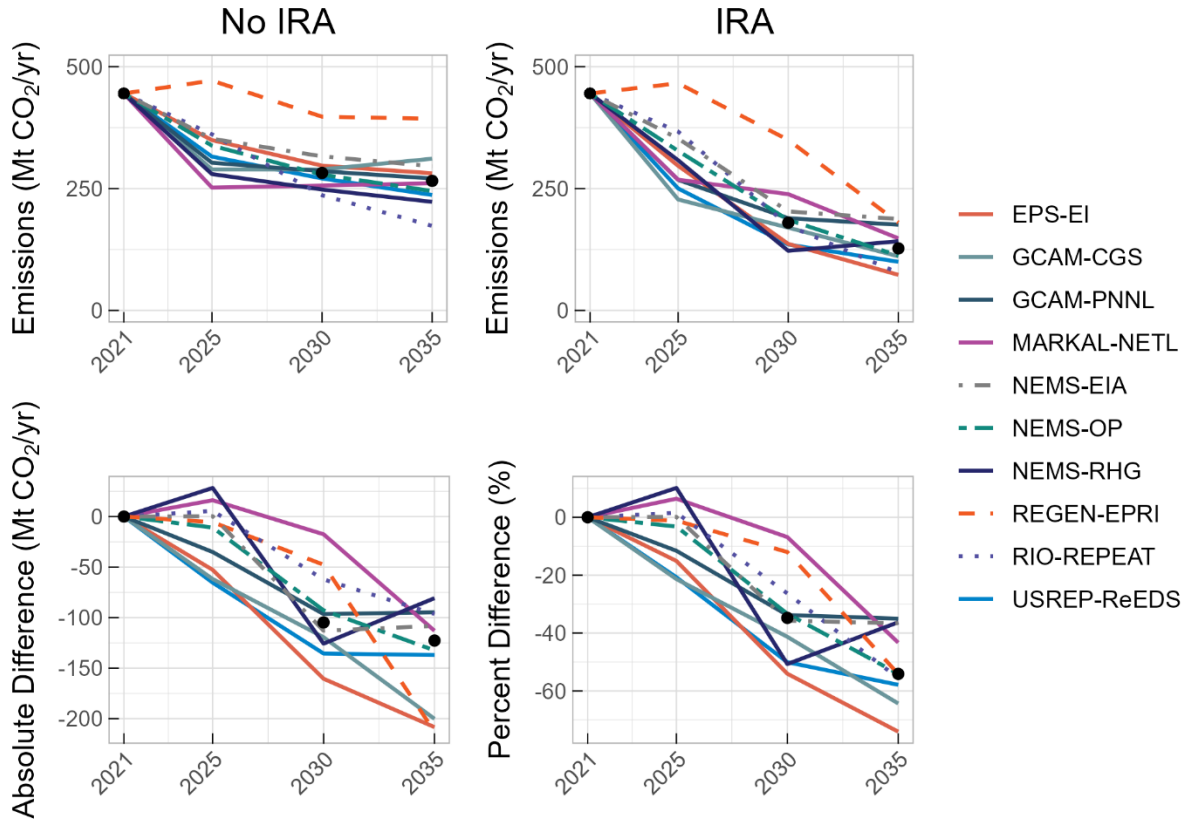 No IRA
IRA
Emissions (Mt CO₂/yr)
500
250
0
2021
2025
2030
2035
Emissions (Mt CO₂/yr)
500
250
0
2021
2025
2030
2035
Absolute Difference (Mt CO₂/yr)
0
-50
-100
-150
-200
2021
2025
2030
2035
Percent Difference (%)
0
-20
-40
-60
2021
2025
2030
2035
EPS-EI
GCAM-CGS
GCAM-PNNL
MARKAL-NETL
NEMS-EIA
NEMS-OP
NEMS-RHG
REGEN-EPRI
RIO-REPEAT
USREP-ReEDS